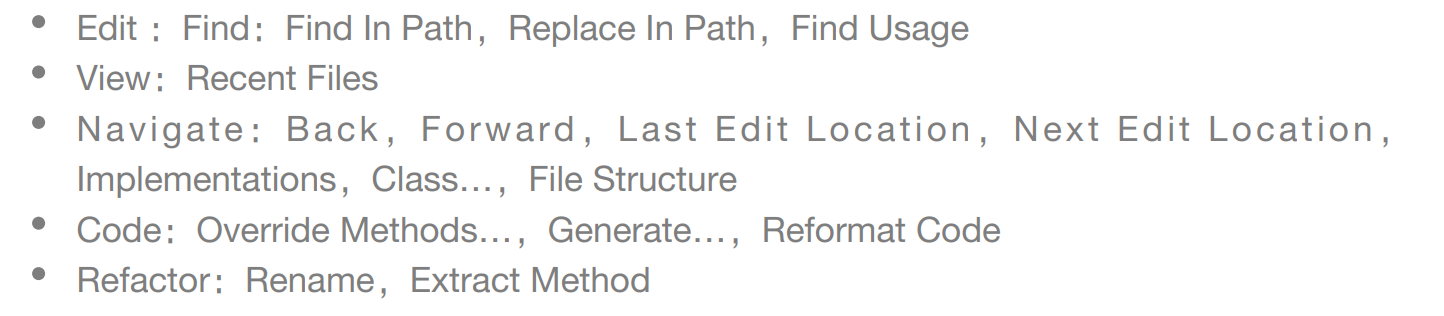 • Edit : Find：Find In Path，Replace In Path，Find Usage
• View：Recent Files
• Navigate：Back，Forward，Last Edit Location，Next Edit Location，
Implementations，Class...，File Structure
• Code：Override Methods...，Generate...，Reformat Code
• Refactor：Rename，Extract Method